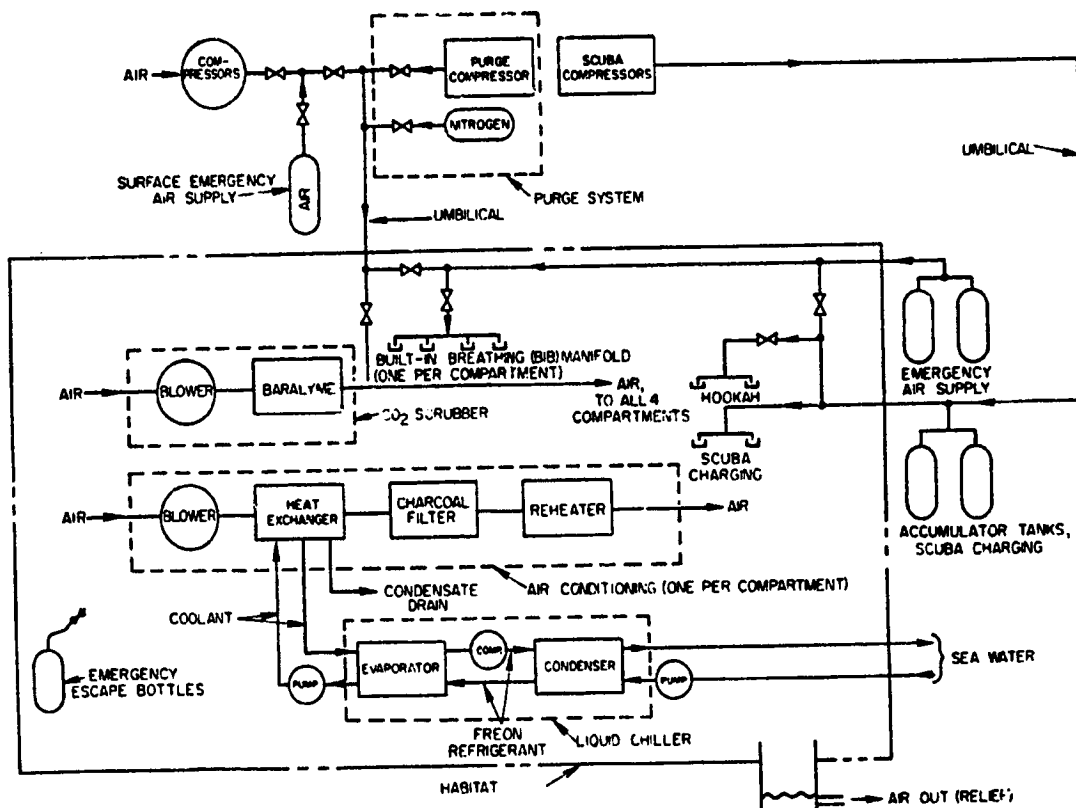 AIR
COM-
PRESSORS
PURGE
COMPRESSOR
SCUBA
COMPRESSORS
NITROGEN
UMBILICAL
SURFACE EMERGENCY
AIR SUPPLY
AIR
PURGE SYSTEM
UMBILICAL
BUILT-IN BREATHING (BIB) MANIFOLD
(ONE PER COMPARTMENT)
HOOKAH
EMERGENCY
AIR SUPPLY
AIR
BLOWER
BARALYME
AIR,
TO ALL 4
COMPARTMENTS
CO2 SCRUBBER
SCUBA
CHARGING
AIR
BLOWER
HEAT
EXCHANGER
CHARCOAL
FILTER
REHEATER
AIR
ACCUMULATOR TANKS,
SCUBA CHARGING
AIR CONDITIONING (ONE PER COMPARTMENT)
CONDENSATE
DRAIN
COOLANT
EVAPORATOR
COMP.
CONDENSER
SEA WATER
EMERGENCY
ESCAPE BOTTLES
PUMP
PUMP
FREON
REFRIGERANT
LIQUID CHILLER
HABITAT
AIR OUT (RELIEF)